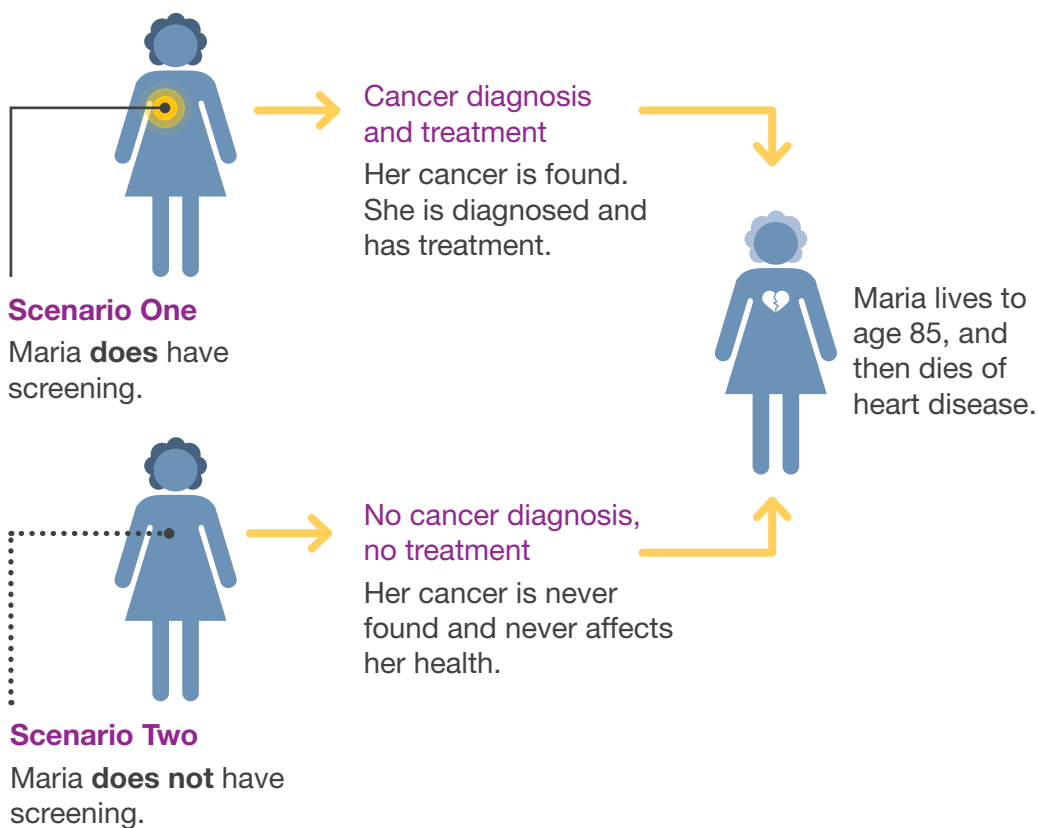 Cancer diagnosis
and treatment
Her cancer is found.
She is diagnosed and
has treatment.
Scenario One
Maria does have
screening.
Maria lives to
age 85, and
then dies of
heart disease.
No cancer diagnosis,
no treatment
Her cancer is never
found and never affects
her health.
Scenario Two
Maria does not have
screening.